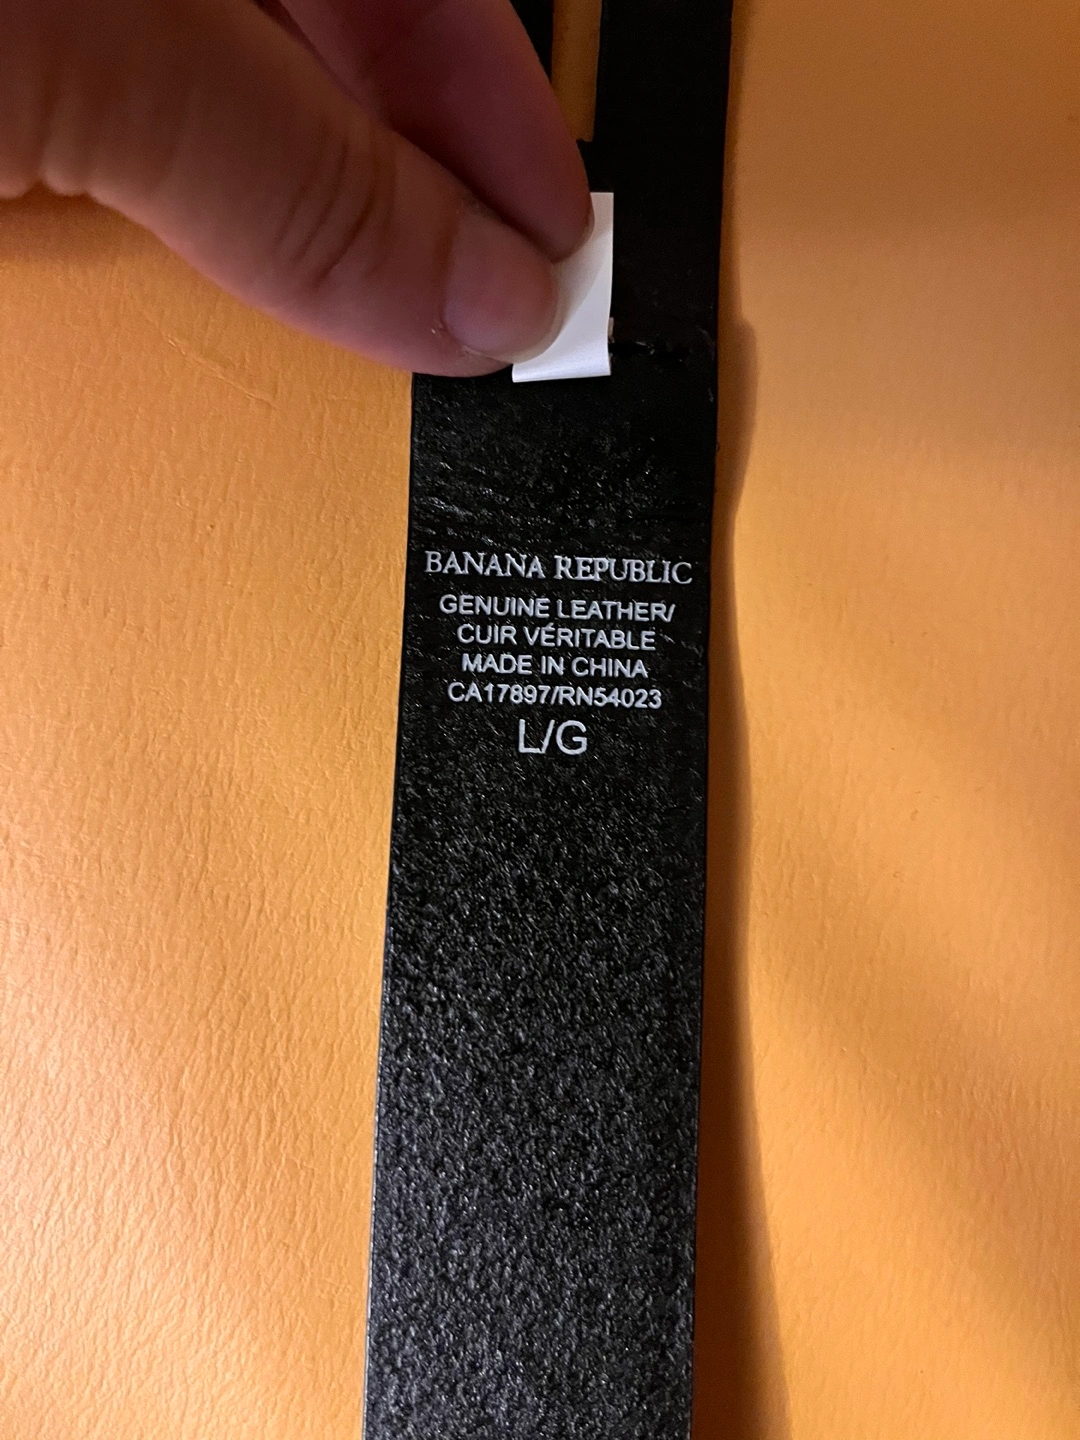 BANANA REPUBLIC
GENUINE LEATHER/
CUIR VÉRITABLE
MADE IN CHINA
CA17897/RN54023
L/G